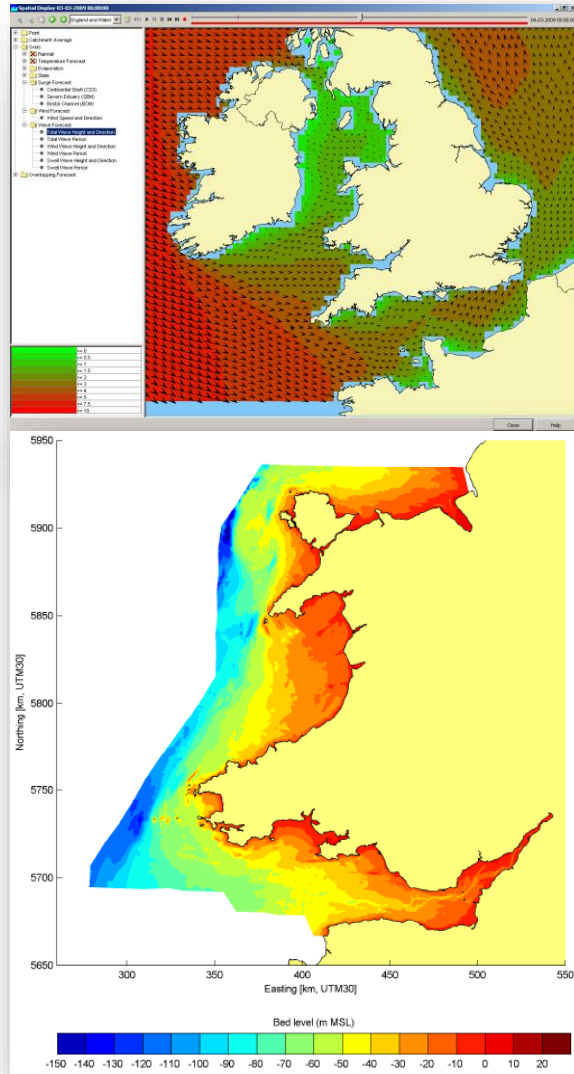 Spatial Display 03-03-2009 06:00:00
England and Wales
04-03-2009 00:00:00
Point
Catchment Average
Grids
Rainfall
Temperature Forecast
Evaporation
State
Surge Forecast
Continental Shelf (CS3)
Severn Estuary (SEM)
Bristol Channel (BCM)
Wind Forecast
Wind Speed and Direction
Wave Forecast
Total Wave Height and Direction
Total Wave Period
Wind Wave Height and Direction
Wind Wave Period
Swell Wave Height and Direction
Swell Wave Period
Overlapping Forecast
>= 0
>= 0.5
>= 1
>= 1.5
>= 2
>= 3
>= 4
>= 5
>= 7.5
>= 10
Close Help
5950
5900
5850
5800
5750
5700
5650
Northing [km, UTM30]
300 350 400 450 500 550
Easting [km, UTM30]
Bed level (m MSL)
-150 -140 -130 -120 -110 -100 -90 -80 -70 -60 -50 -40 -30 -20 -10 0 10 20